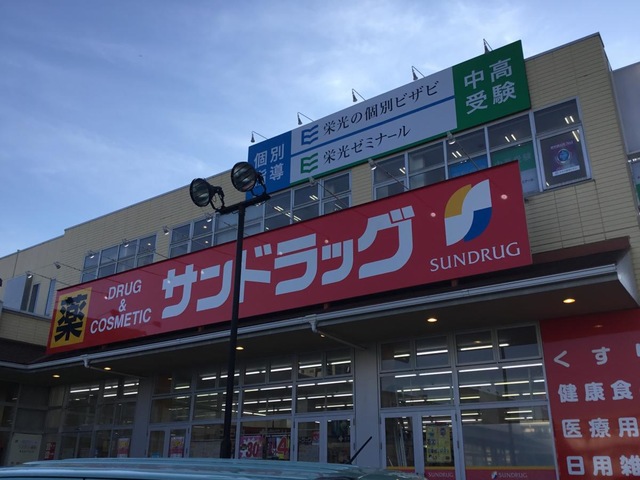 個別
指導
栄光の個別ビザビ
栄光ゼミナール
中高
受験
薬
DRUG
&
COSMETIC
サンドラッグ
SUNDRUG
くすり
健康食
医療用
日用雑
SUNDRUG